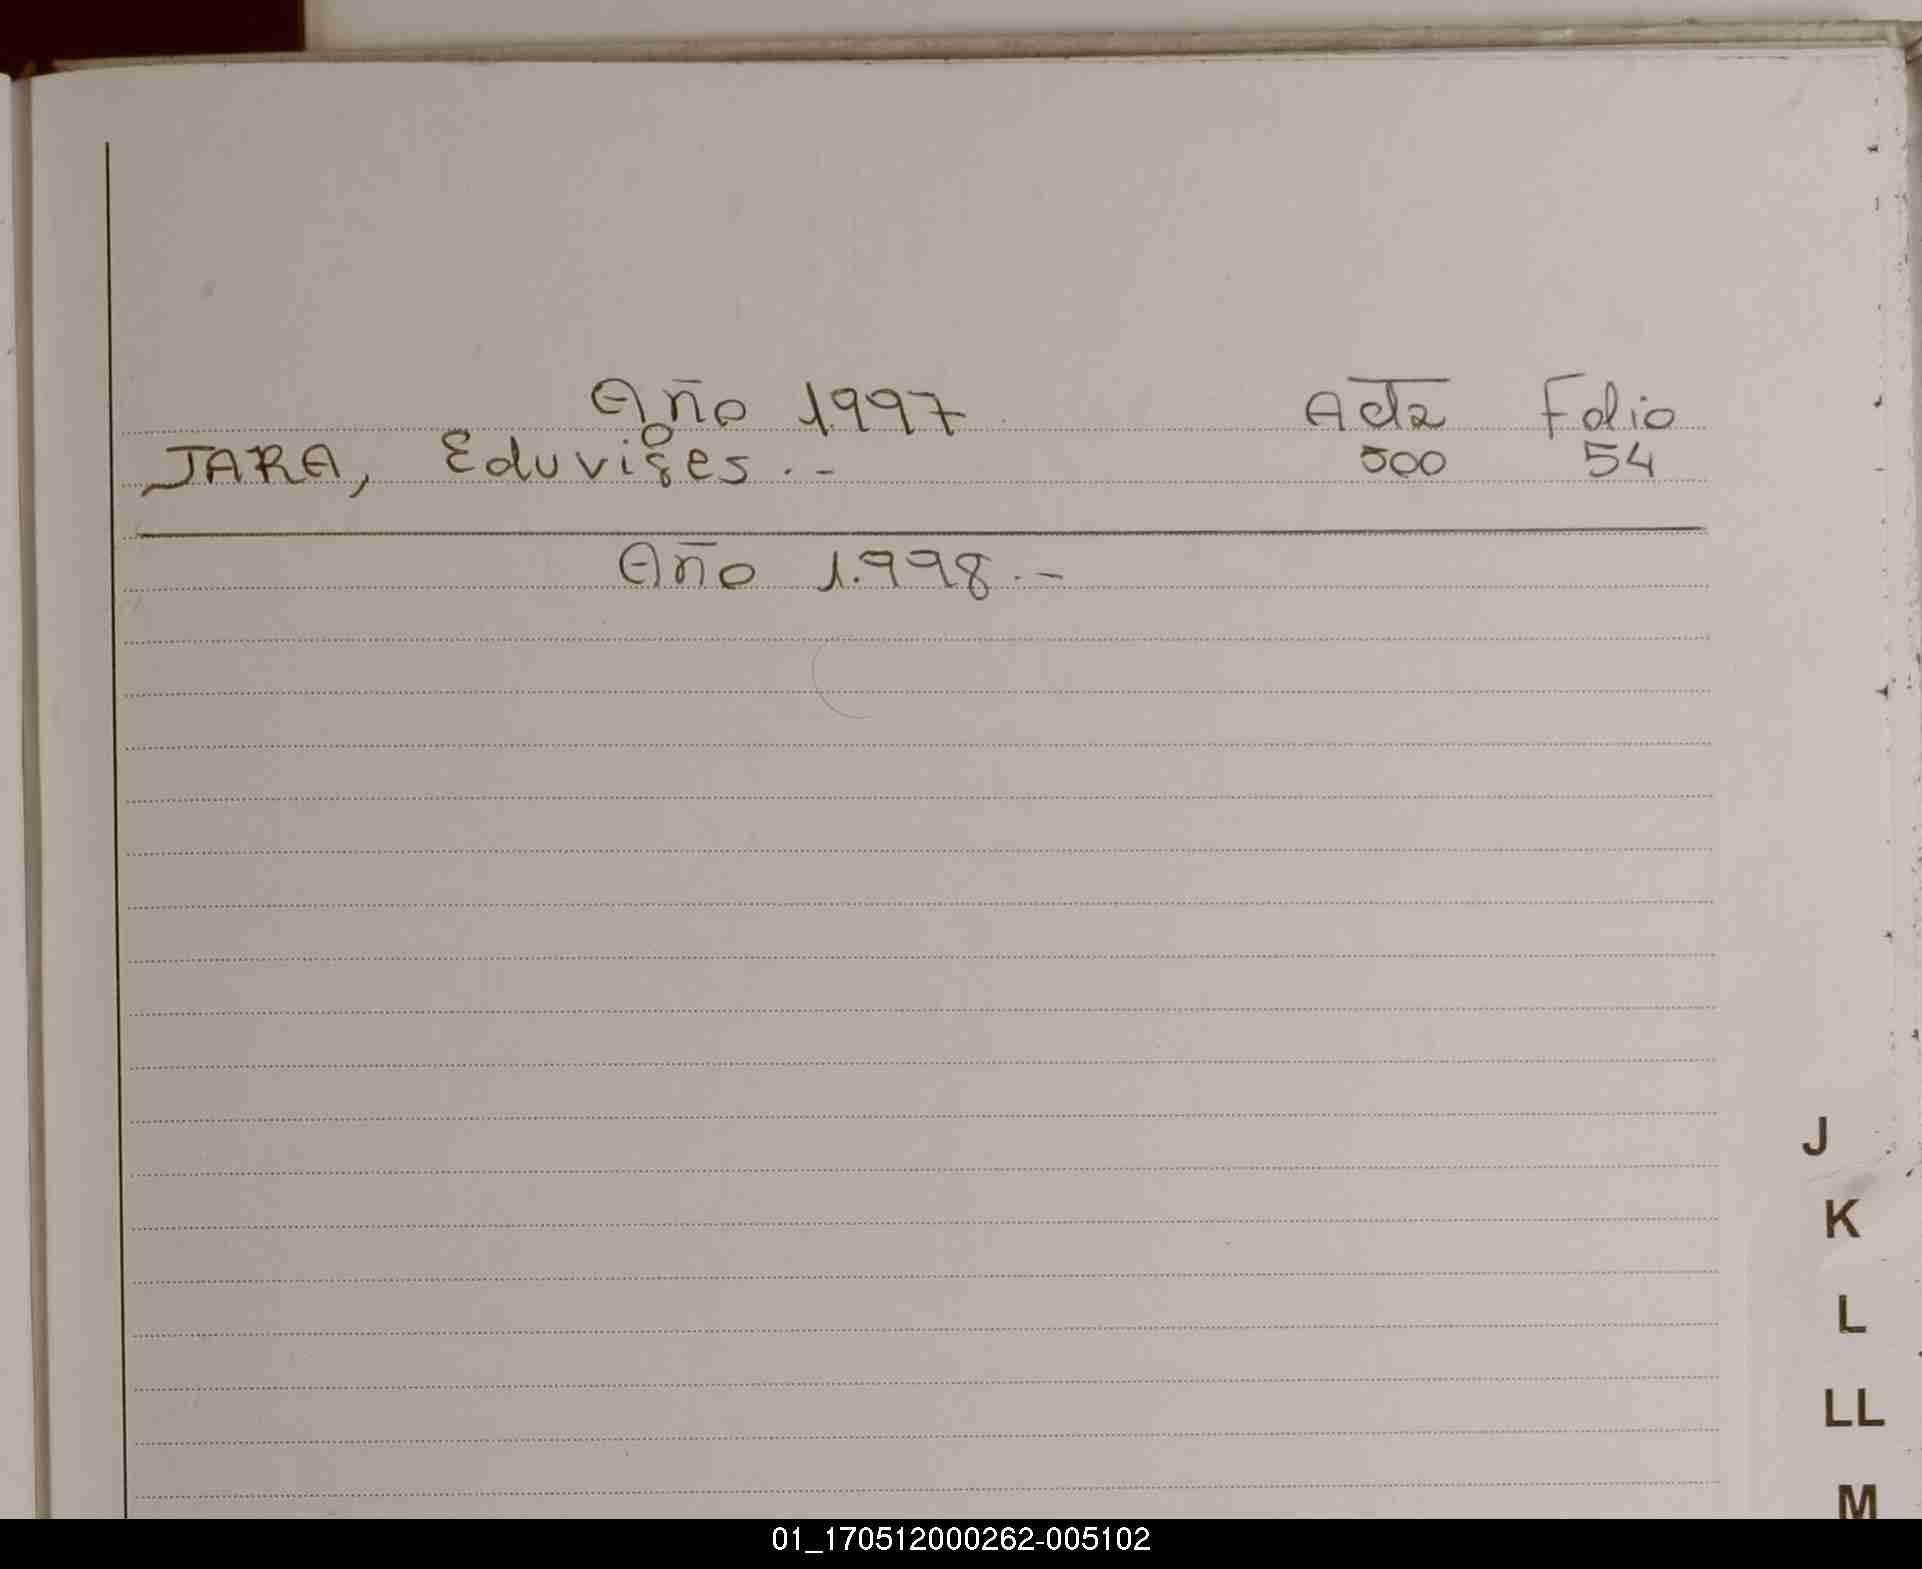 Año 1.997 Acta Folio
JARA, Eduviges.- 500 54
Año 1.998.-
J
K
L
LL
M
01_170512000262-005102